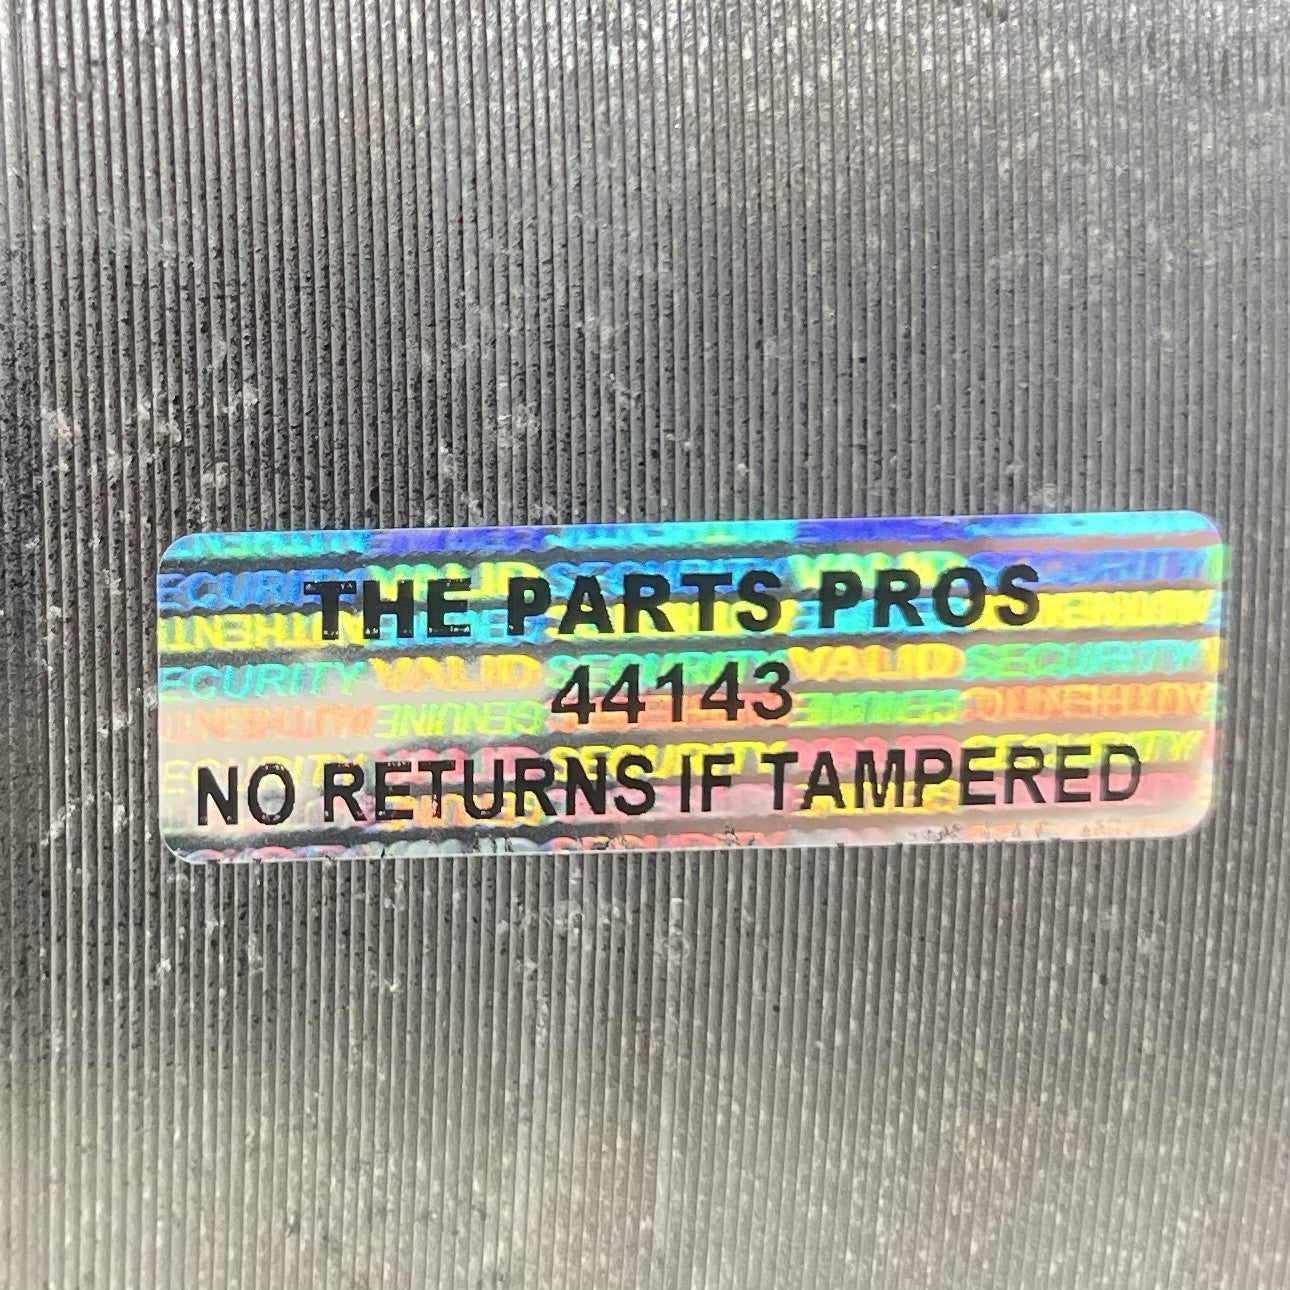 THE PARTS PROS
44143
NO RETURNS IF TAMPERED